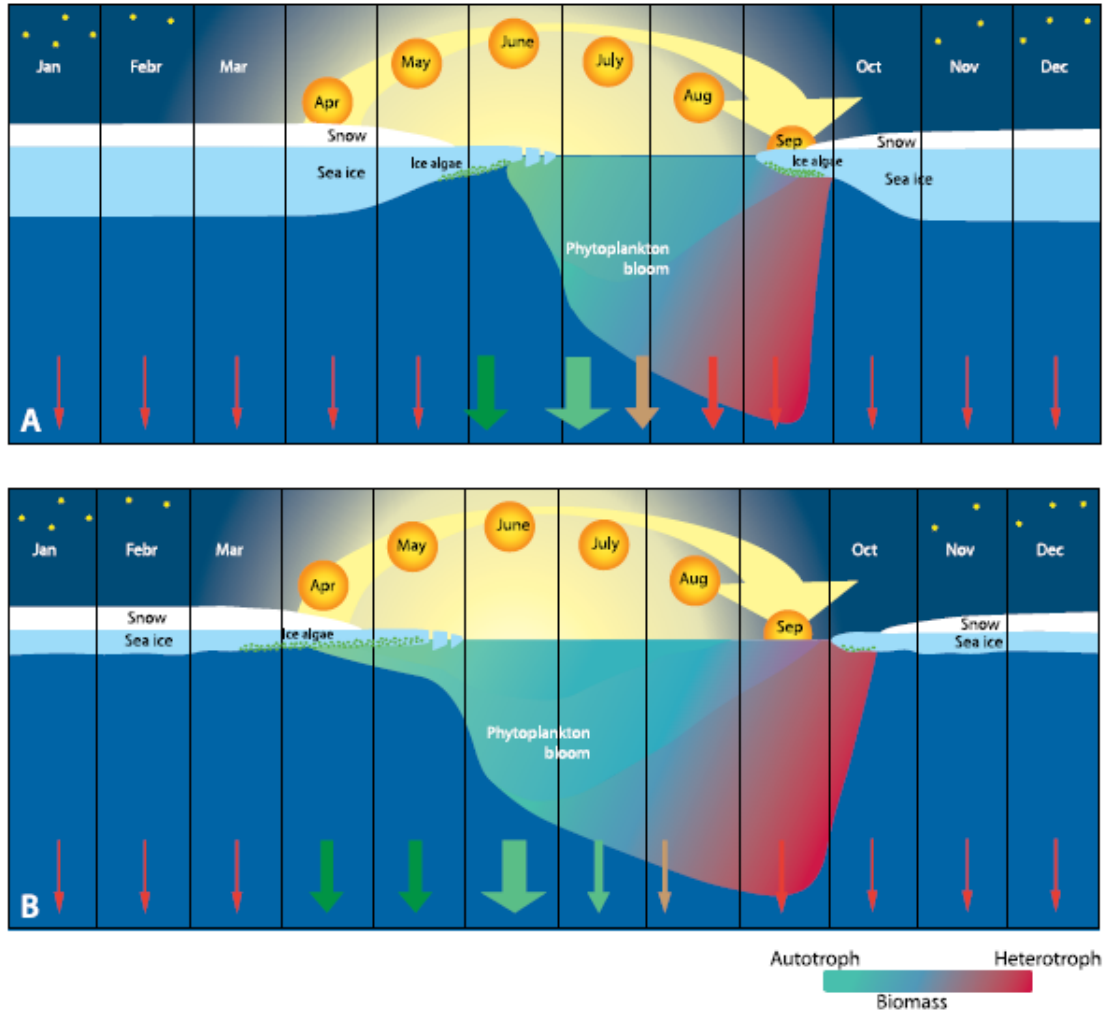 June
May
July
Jan
Febr
Mar
Oct
Nov
Dec
Apr
Aug
Snow
Sep
Snow
Ice algae
Ice algae
Sea ice
Sea ice
Phytoplankton
bloom
A
June
May
July
Jan
Febr
Mar
Oct
Nov
Dec
Apr
Aug
Snow
Sep
Snow
Ice algae
Sea ice
Sea ice
Phytoplankton
bloom
B
Autotroph
Heterotroph
Biomass